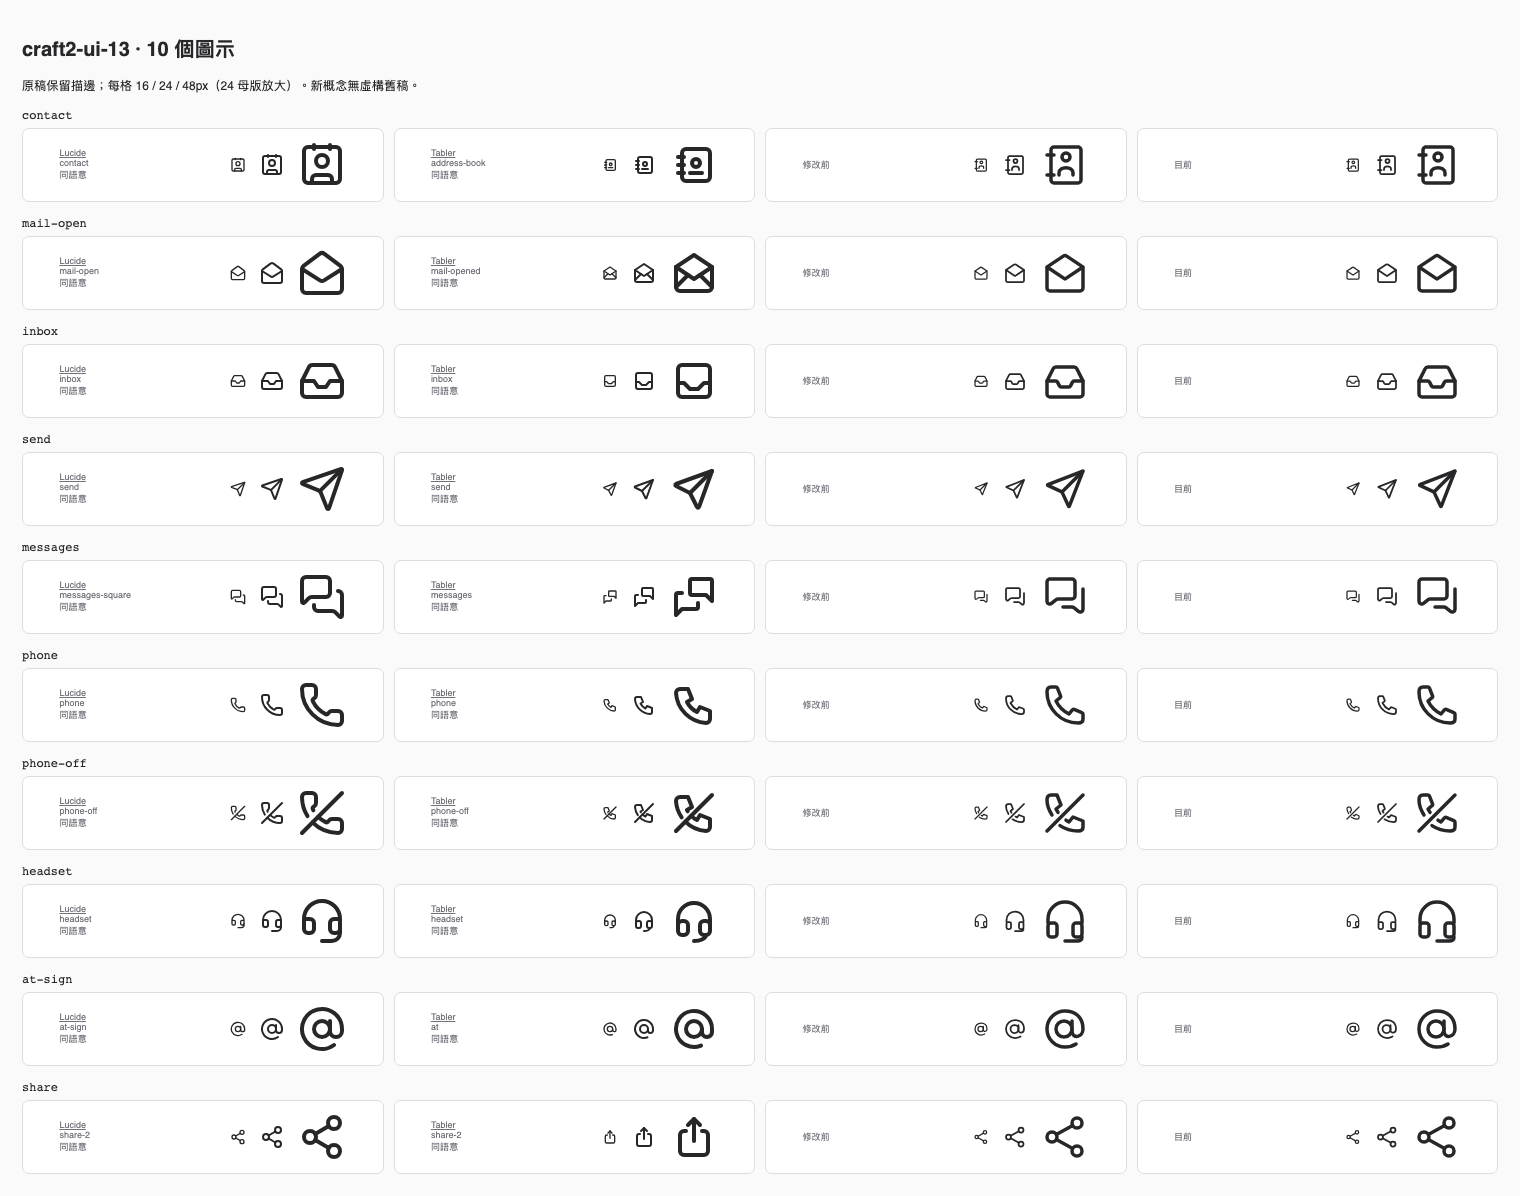 craft2-ui-13 · 10 個圖示
原稿保留描邊；每格 16 / 24 / 48px（24 母版放大）。新概念無虛構舊稿。
contact
Lucide
contact
同語意
Tabler
address-book
同語意
修改前
目前
mail-open
Lucide
mail-open
同語意
Tabler
mail-opened
同語意
修改前
目前
inbox
Lucide
inbox
同語意
Tabler
inbox
同語意
修改前
目前
send
Lucide
send
同語意
Tabler
send
同語意
修改前
目前
messages
Lucide
messages-square
同語意
Tabler
messages
同語意
修改前
目前
phone
Lucide
phone
同語意
Tabler
phone
同語意
修改前
目前
phone-off
Lucide
phone-off
同語意
Tabler
phone-off
同語意
修改前
目前
headset
Lucide
headset
同語意
Tabler
headset
同語意
修改前
目前
at-sign
Lucide
at-sign
同語意
Tabler
at
同語意
修改前
目前
share
Lucide
share-2
同語意
Tabler
share-2
同語意
修改前
目前